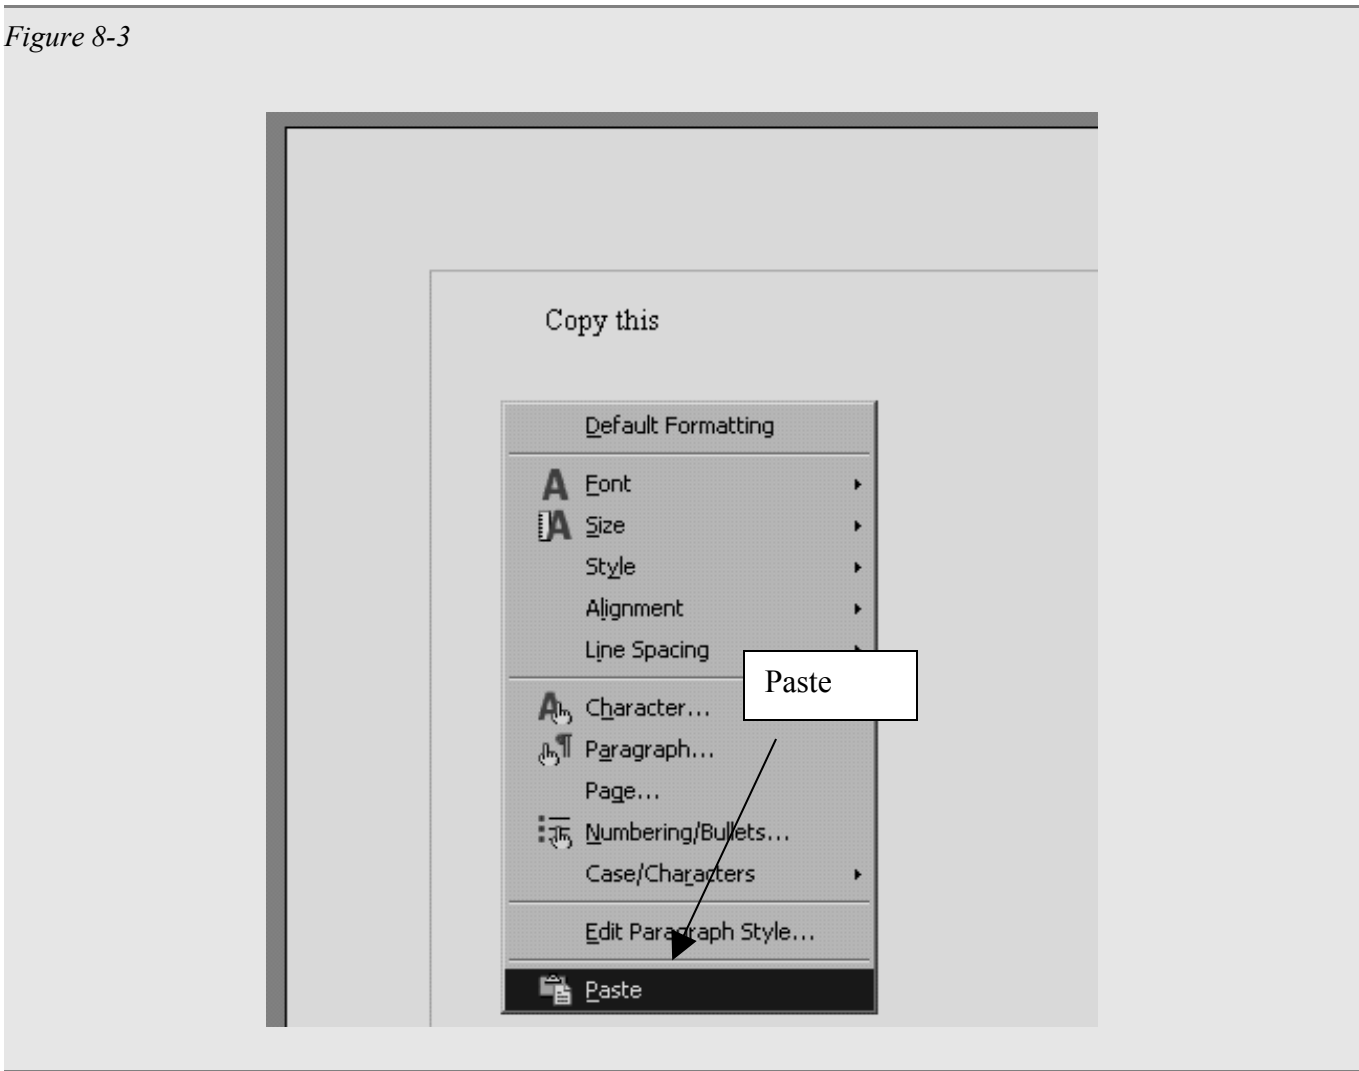 Figure 8-3
Copy this
Default Formatting
Font
Size
Style
Alignment
Line Spacing
Paste
Character...
Paragraph...
Page...
Numbering/Bullets...
Case/Characters
Edit Paragraph Style...
Paste